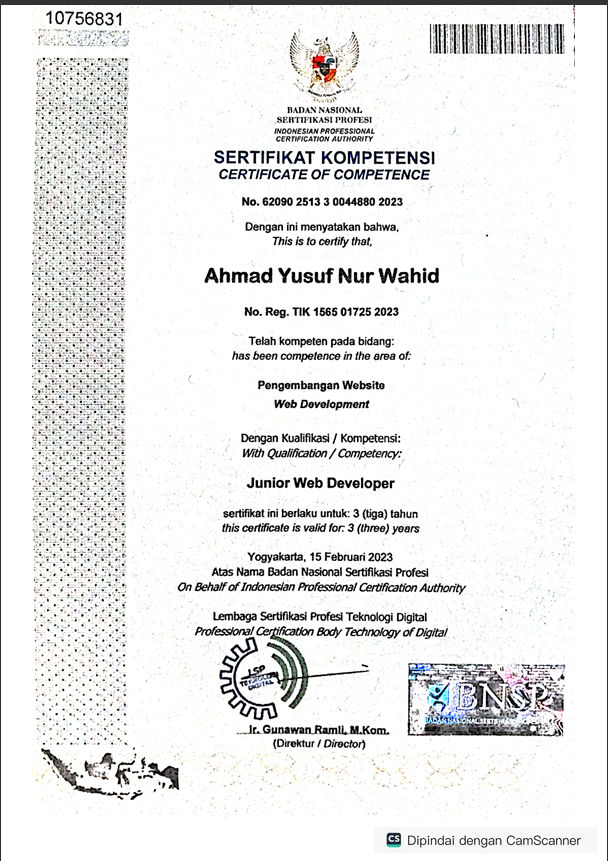 10756831
BADAN NASIONAL
SERTIFIKASI PROFESI
INDONESIAN PROFESSIONAL
CERTIFICATION AUTHORITY
SERTIFIKAT KOMPETENSI
CERTIFICATE OF COMPETENCE
No. 62090 2513 3 0044880 2023
Dengan ini menyatakan bahwa,
This is to certify that,
Ahmad Yusuf Nur Wahid
No. Reg. TIK 1565 01725 2023
Telah kompeten pada bidang:
has been competence in the area of:
Pengembangan Website
Web Development
Dengan Kualifikasi / Kompetensi:
With Qualification / Competency:
Junior Web Developer
sertifikat ini berlaku untuk: 3 (tiga) tahun
this certificate is valid for: 3 (three) years
Yogyakarta, 15 Februari 2023
Atas Nama Badan Nasional Sertifikasi Profesi
On Behalf of Indonesian Professional Certification Authority
Lembaga Sertifikasi Profesi Teknologi Digital
Professional Certification Body Technology of Digital
LSP
TEKNOLOGI
DIGITAL
BNSP
BADAN NASIONAL SERTIFIKASI
Ir. Gunawan Ramli, M.Kom.
(Direktur / Director)
CS Dipindai dengan CamScanner